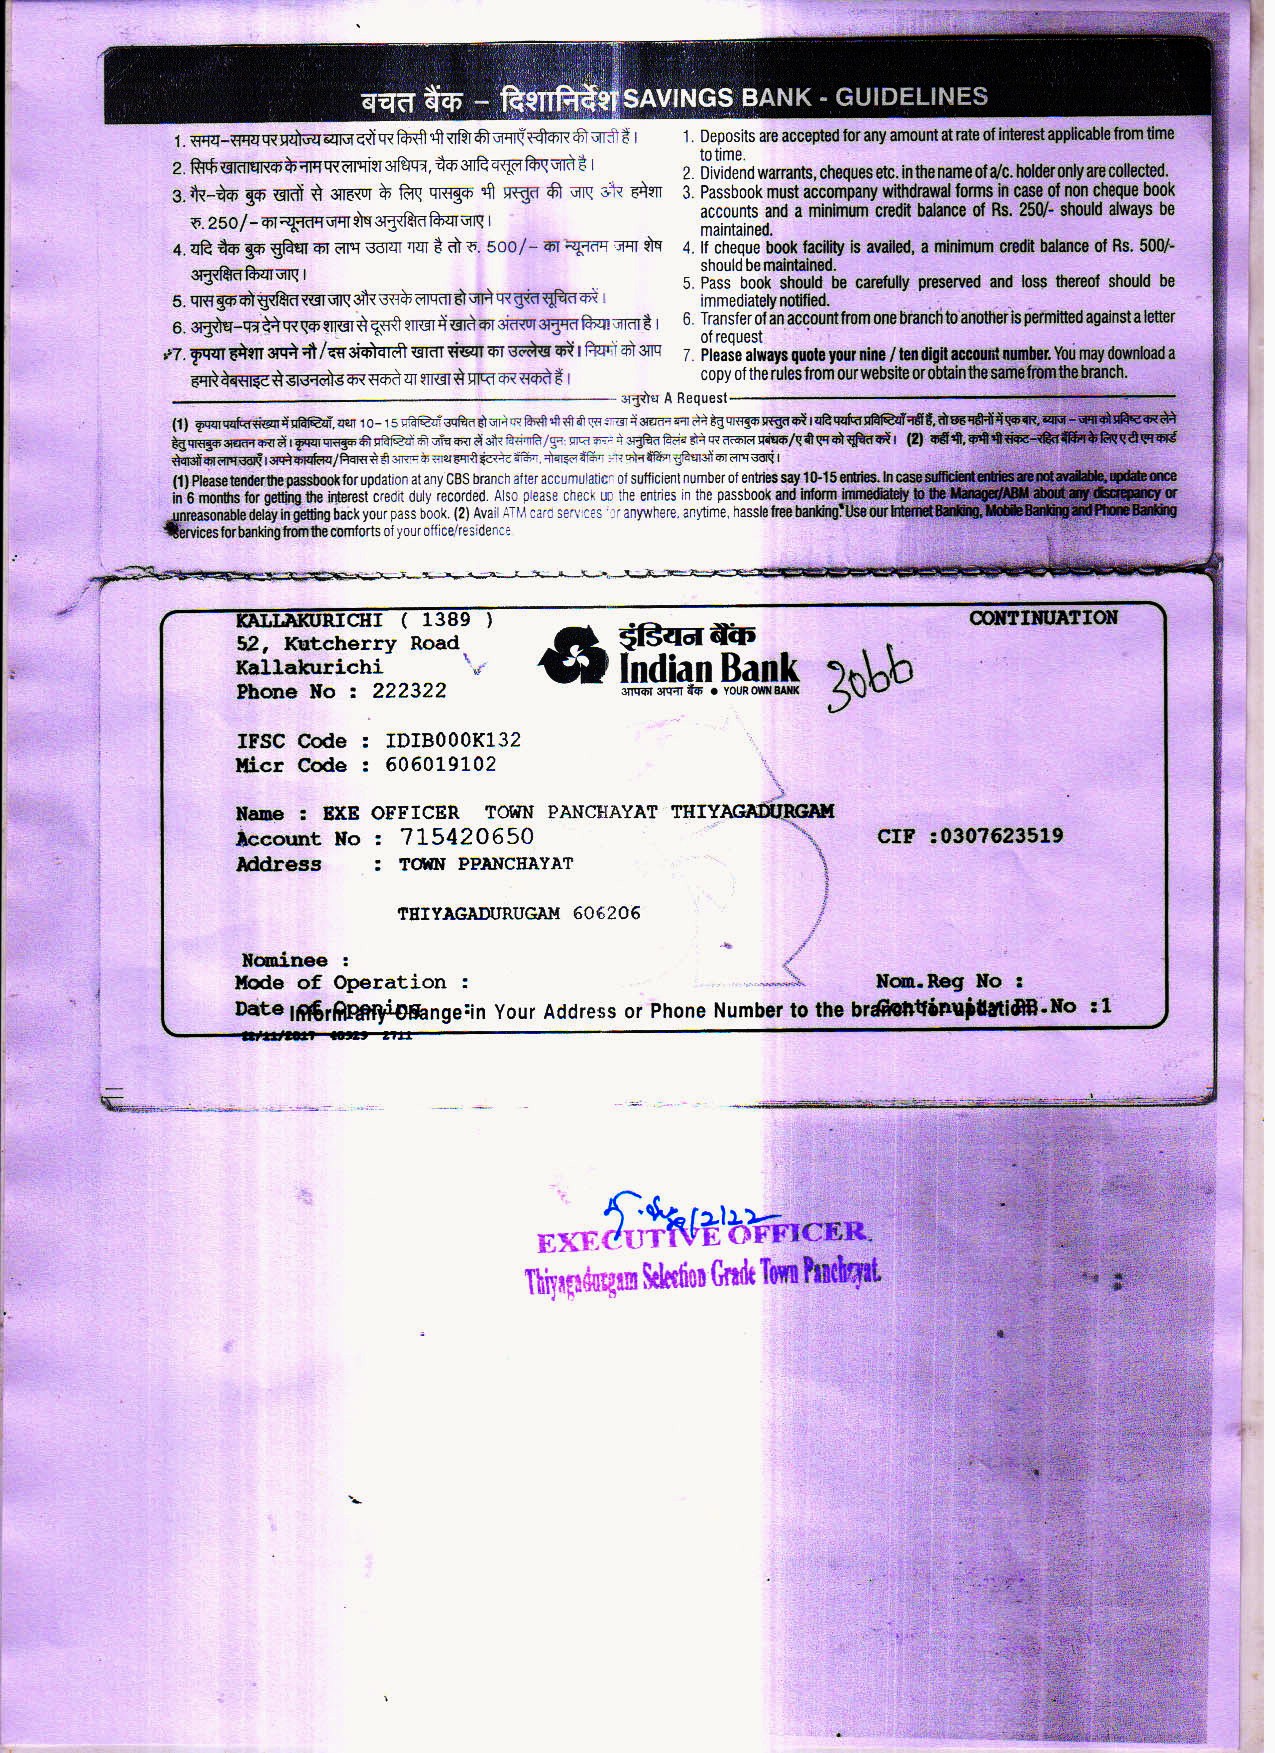 बचत बैंक – दिशानिर्देश SAVINGS BANK - GUIDELINES
1. समय–समय पर प्रयोज्य ब्याज दरों पर किसी भी राशि की जमाएँ स्वीकार की जाती हैं।
2. सिर्फ खाताधारक के नाम पर लाभांश अधिपत्र, चैक आदि वसूल किए जाते है।
3. गैर–चेक बुक खातों से आहरण के लिए पासबुक भी प्रस्तुत की जाए और हमेशा
रु. 250/– का न्यूनतम जमा शेष अनुरक्षित किया जाए।
4. यदि चैक बुक सुविधा का लाभ उठाया गया है तो रु. 500/– का न्यूनतम जमा शेष
अनुरक्षित किया जाए।
5. पास बुक को सुरक्षित रखा जाए और उसके लापता हो जाने पर तुरंत सूचित करें।
6. अनुरोध–पत्र देने पर एक शाखा से दूसरी शाखा में खाते का अंतरण अनुमत किया जाता है।
7. कृपया हमेशा अपने नौ/दस अंकोवाली खाता संख्या का उल्लेख करें। नियमों को आप
हमारे वेबसाइट से डाउनलोड कर सकते या शाखा से प्राप्त कर सकते हैं।
1. Deposits are accepted for any amount at rate of interest applicable from time
to time.
2. Dividend warrants, cheques etc. in the name of a/c. holder only are collected.
3. Passbook must accompany withdrawal forms in case of non cheque book
accounts and a minimum credit balance of Rs. 250/- should always be
maintained.
4. If cheque book facility is availed, a minimum credit balance of Rs. 500/-
should be maintained.
5. Pass book should be carefully preserved and loss thereof should be
immediately notified.
6. Transfer of an account from one branch to another is permitted against a letter
of request
7. Please always quote your nine / ten digit account number. You may download a
copy of the rules from our website or obtain the same from the branch.
अनुरोध A Request
(1) कृपया पर्याप्त संख्या में प्रविष्टियाँ, यथा 10–15 प्रविष्टियाँ उपचित हो जाने पर किसी भी सी बी एस शाखा में अद्यतन बना लेने हेतु पासबुक प्रस्तुत करें। यदि पर्याप्त प्रविष्टियाँ नहीं हैं, तो छह महीनों में एक बार, ब्याज – जमा को प्रविष्ट कर लेने
हेतु पासबुक अद्यतन करा लें। कृपया पासबुक की प्रविष्टियों की जाँच करा लें और विसंगति/पुनः प्राप्त करने में अनुचित विलंब होने पर तत्काल प्रबंधक/ए बी एम को सूचित करें। (2) कहीं भी, कभी भी संकट–रहित बैंकिंग के लिए ए टी एम कार्ड
सेवाओं का लाभ उठाएँ। अपने कार्यालय/निवास से ही आराम के साथ हमारी इंटरनेट बैंकिंग, मोबाइल बैंकिंग और फोन बैंकिंग सुविधाओं का लाभ उठाएं।
(1) Please tender the passbook for updation at any CBS branch after accumulation of sufficient number of entries say 10-15 entries. In case sufficient entries are not available, update once
in 6 months for getting the interest credit duly recorded. Also please check up the entries in the passbook and inform immediately to the Manager/ABM about any discrepancy or
unreasonable delay in getting back your pass book. (2) Avail ATM card services for anywhere, anytime, hassle free banking. Use our Internet Banking, Mobile Banking and Phone Banking
Services for banking from the comforts of your office/residence.
KALLAKURICHI ( 1389 )
52, Kutcherry Road
Kallakurichi
Phone No : 222322
इंडियन बैंक
Indian Bank
आपका अपना बैंक ● YOUR OWN BANK
CONTINUATION
3066
IFSC Code : IDIB000K132
Micr Code : 606019102
Name : EXE OFFICER TOWN PANCHAYAT THIYAGADURGAM
Account No : 715420650 CIF :0307623519
Address : TOWN PPANCHAYAT
THIYAGADURUGAM 606206
Nominee :
Mode of Operation : Nom.Reg No :
Date of Opening : Continuity PB.No :1
Inform any Change in Your Address or Phone Number to the branch for updation.
2711
EXECUTIVE OFFICER.
Thiyagadurgam Selection Grade Town Panchayat.